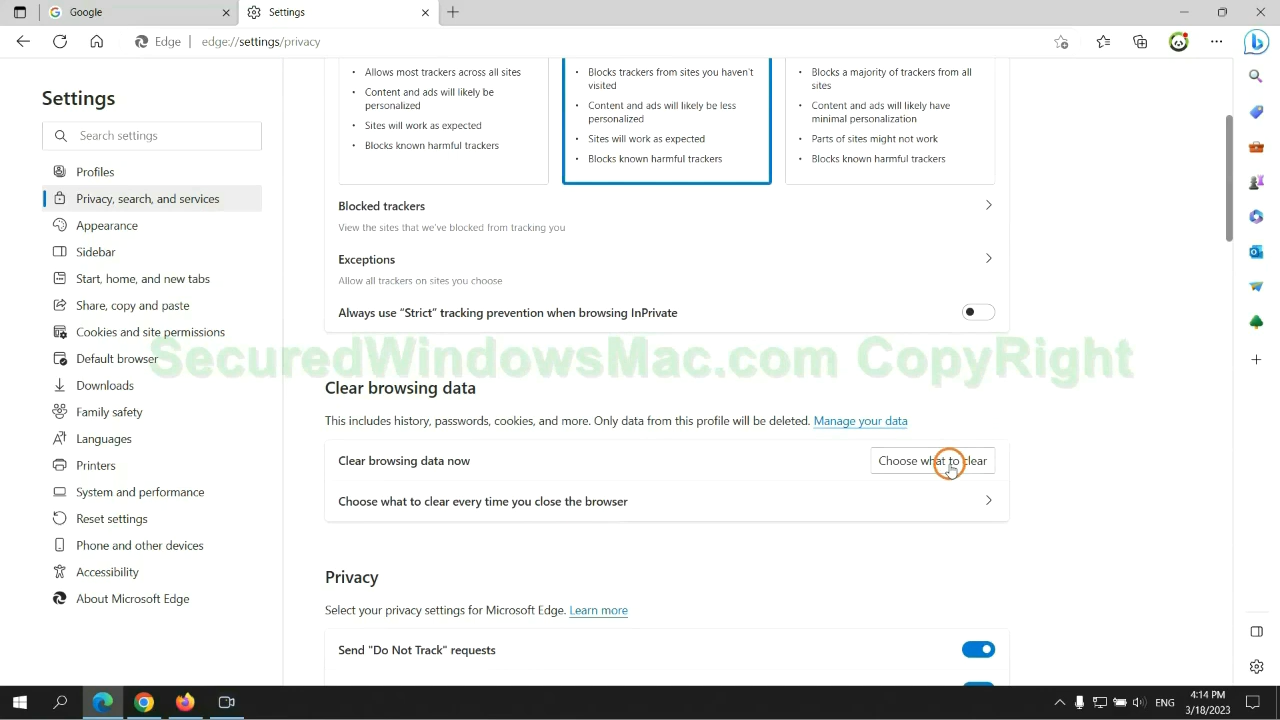 Google
Settings
Edge
edge://settings/privacy
Settings
Search settings
Profiles
Privacy, search, and services
Appearance
Sidebar
Start, home, and new tabs
Share, copy and paste
Cookies and site permissions
Default browser
Downloads
Family safety
Languages
Printers
System and performance
Reset settings
Phone and other devices
Accessibility
About Microsoft Edge
Allows most trackers across all sites
Content and ads will likely be
personalized
Sites will work as expected
Blocks known harmful trackers
Blocks trackers from sites you haven't
visited
Content and ads will likely be less
personalized
Sites will work as expected
Blocks known harmful trackers
Blocks a majority of trackers from all
sites
Content and ads will likely have
minimal personalization
Parts of sites might not work
Blocks known harmful trackers
Blocked trackers
View the sites that we've blocked from tracking you
Exceptions
Allow all trackers on sites you choose
Always use “Strict” tracking prevention when browsing InPrivate
SecuredWindowsMac.com CopyRight
Clear browsing data
This includes history, passwords, cookies, and more. Only data from this profile will be deleted. Manage your data
Clear browsing data now
Choose what to clear
Choose what to clear every time you close the browser
Privacy
Select your privacy settings for Microsoft Edge. Learn more
Send "Do Not Track" requests
ENG
4:14 PM
3/18/2023